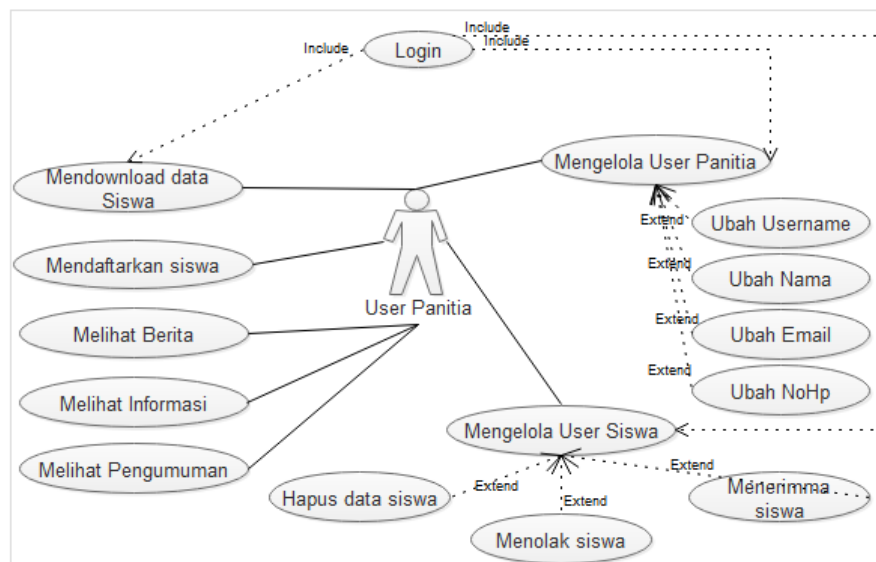 Include
Login
Include
Include
Mendownload data
Siswa
Mengelola User Panitia
Extend
Ubah Username
Mendaftarkan siswa
Extend
Ubah Nama
User Panitia
Melihat Berita
Extend
Ubah Email
Extend
Ubah NoHp
Melihat Informasi
Mengelola User Siswa
Melihat Pengumuman
Hapus data siswa
Extend
Extend
Menerimma
siswa
Extend
Menolak siswa